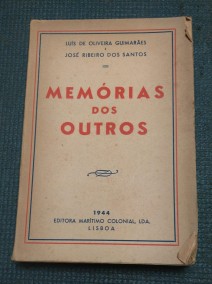 LUÍS DE OLIVEIRA GUIMARÃES
E
JOSÉ RIBEIRO DOS SANTOS
MEMÓRIAS
DOS
OUTROS
1944
EDITORA MARÍTIMO COLONIAL, LDA.
LISBOA